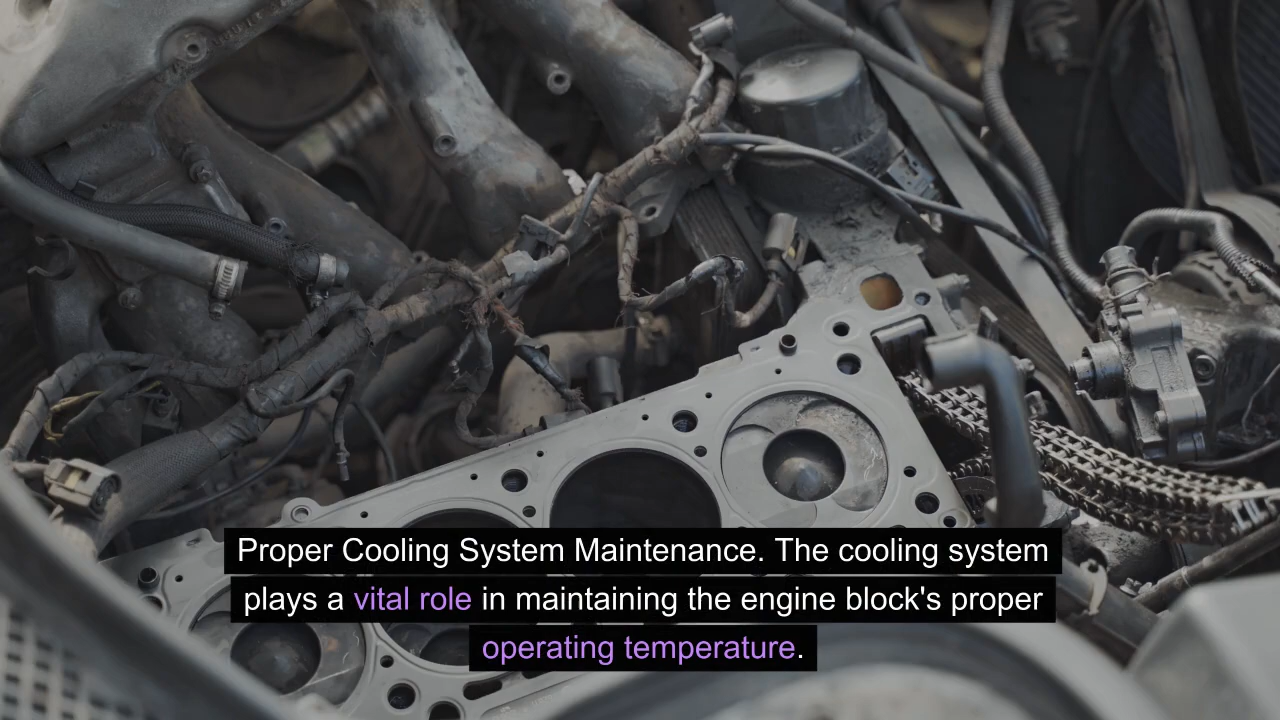 Proper Cooling System Maintenance. The cooling system
plays a vital role in maintaining the engine block's proper
operating temperature.